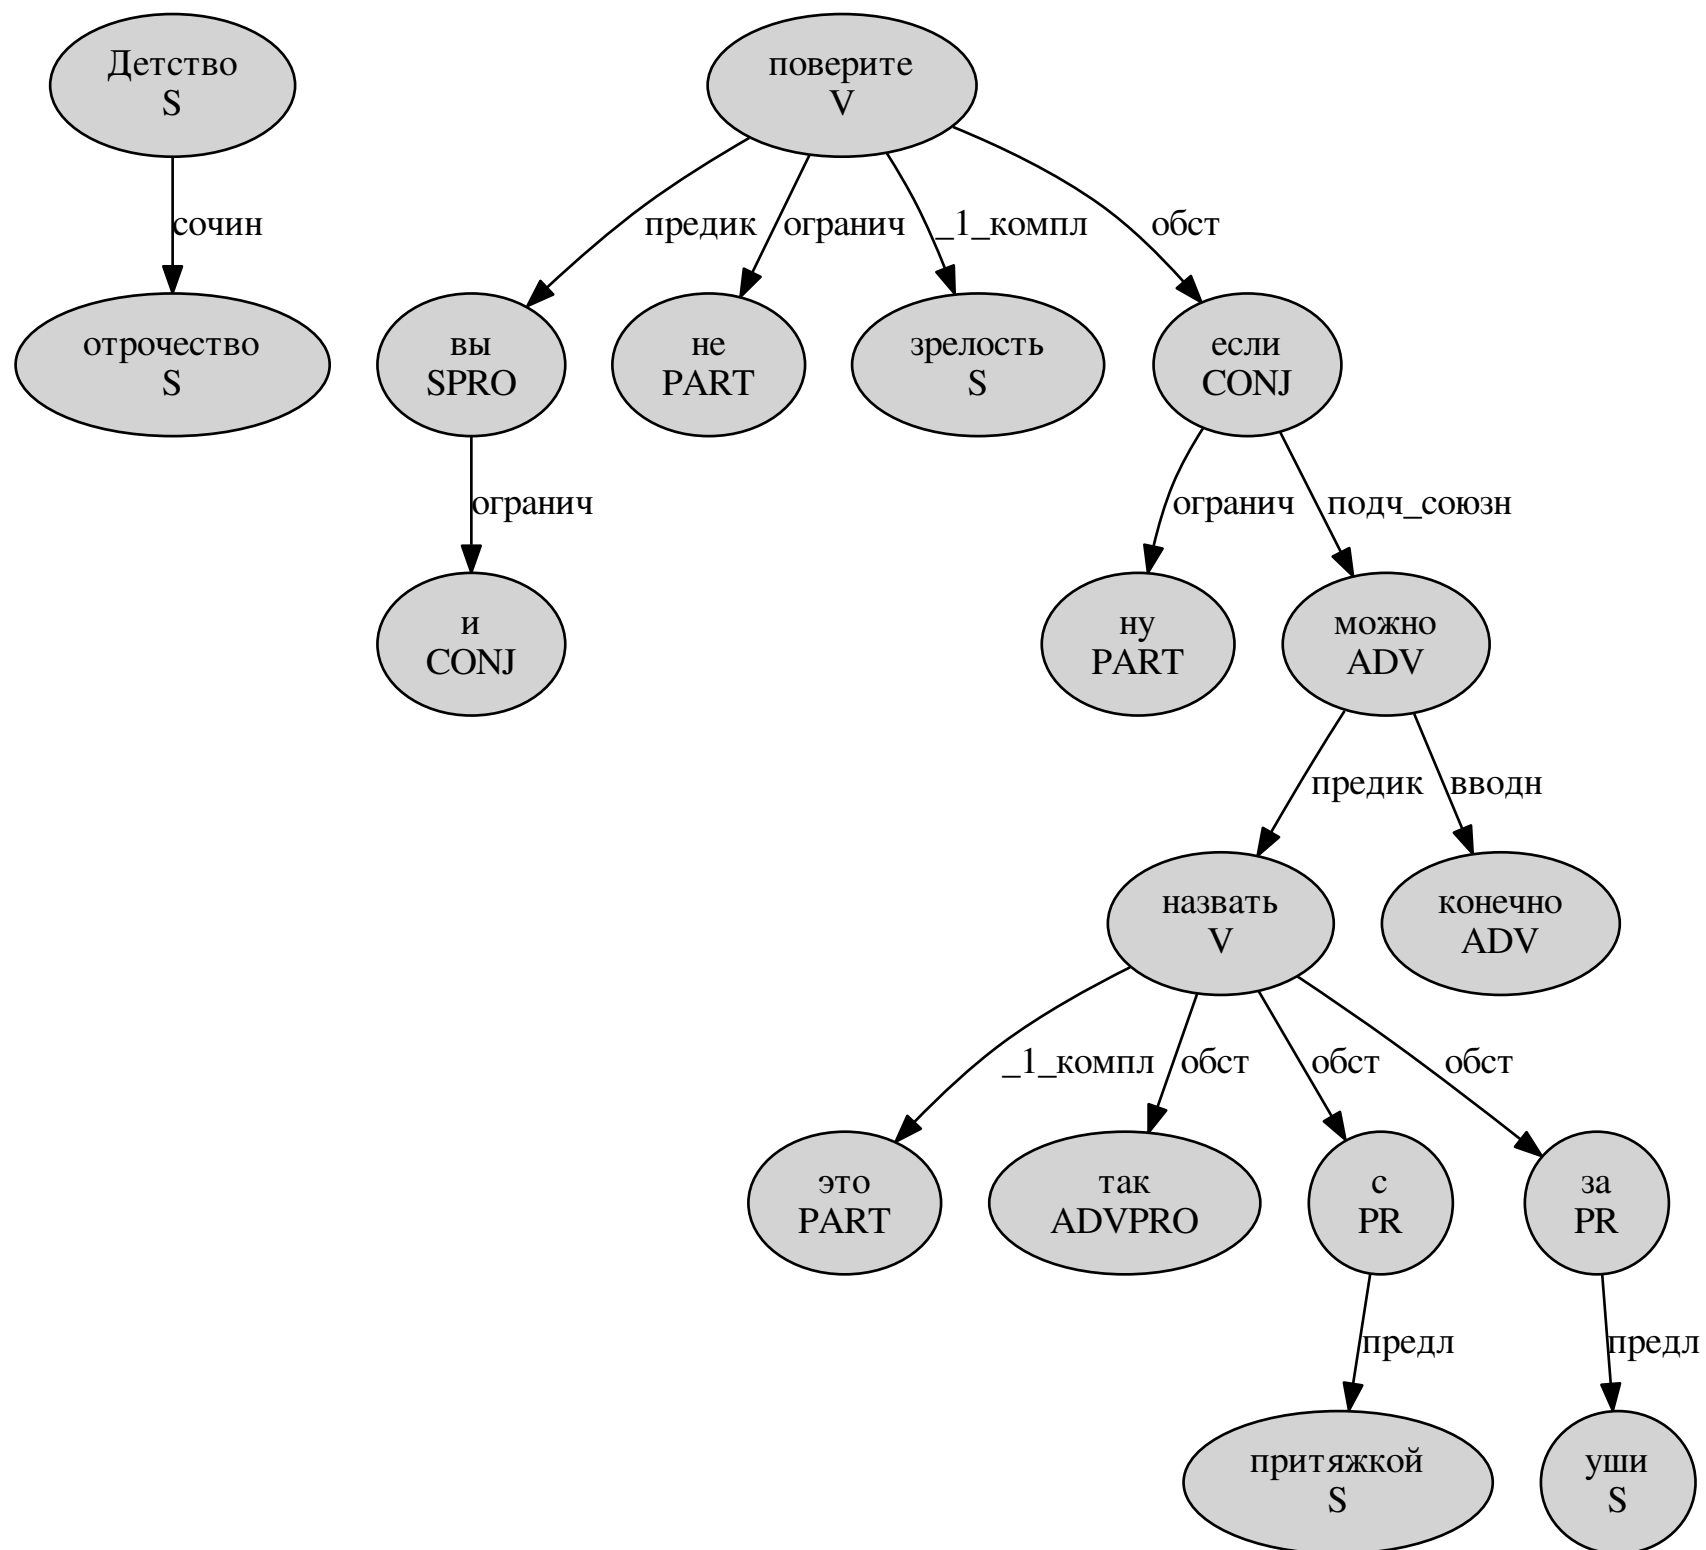 Детство
S
поверите
V
сочин
предик
огранич
_1_компл
обст
отрочество
S
вы
SPRO
не
PART
зрелость
S
если
CONJ
огранич
огранич
подч_союзн
и
CONJ
ну
PART
можно
ADV
предик
вводн
назвать
V
конечно
ADV
_1_компл
обст
обст
обст
это
PART
так
ADVPRO
с
PR
за
PR
предл
предл
притяжкой
S
уши
S